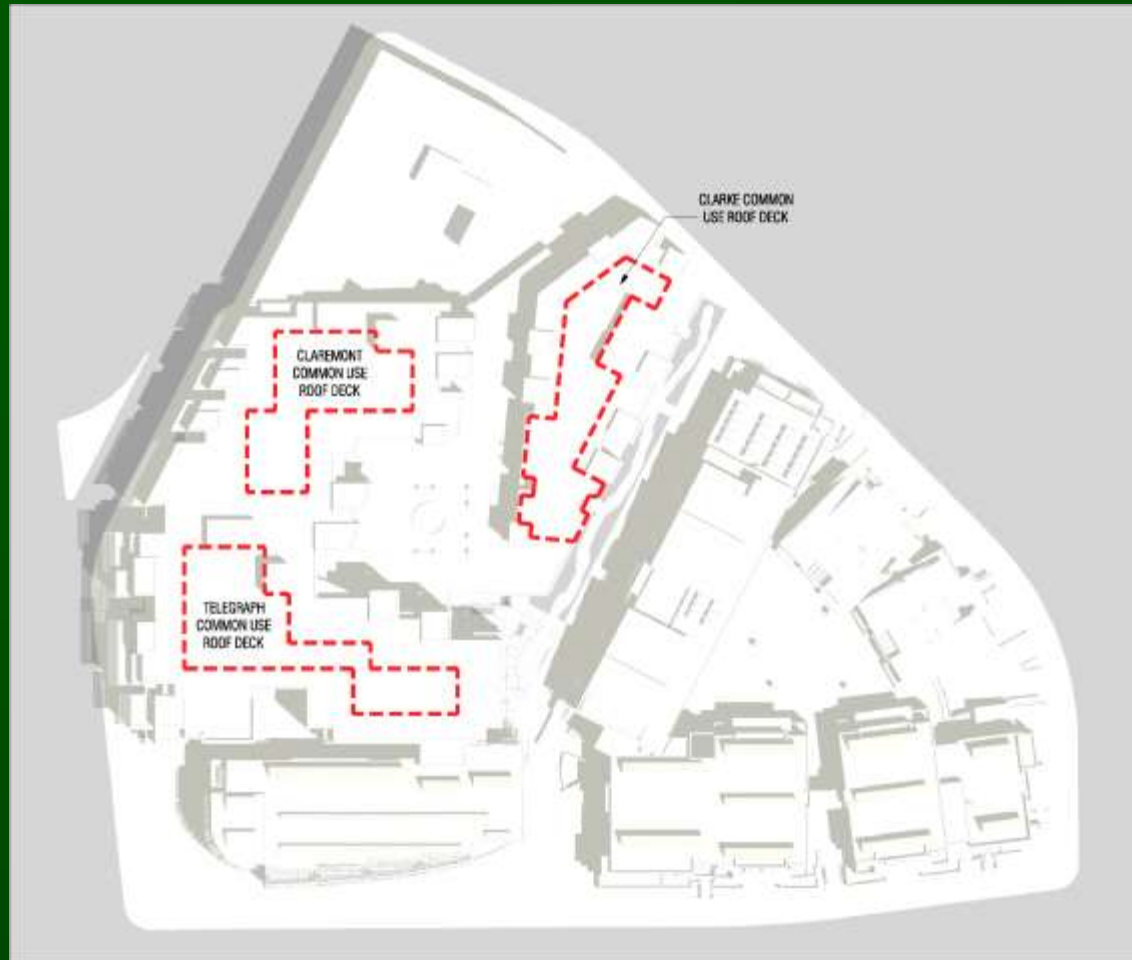 CLARKE COMMON
USE ROOF DECK
CLAREMONT
COMMON USE
ROOF DECK
TELEGRAPH
COMMON USE
ROOF DECK